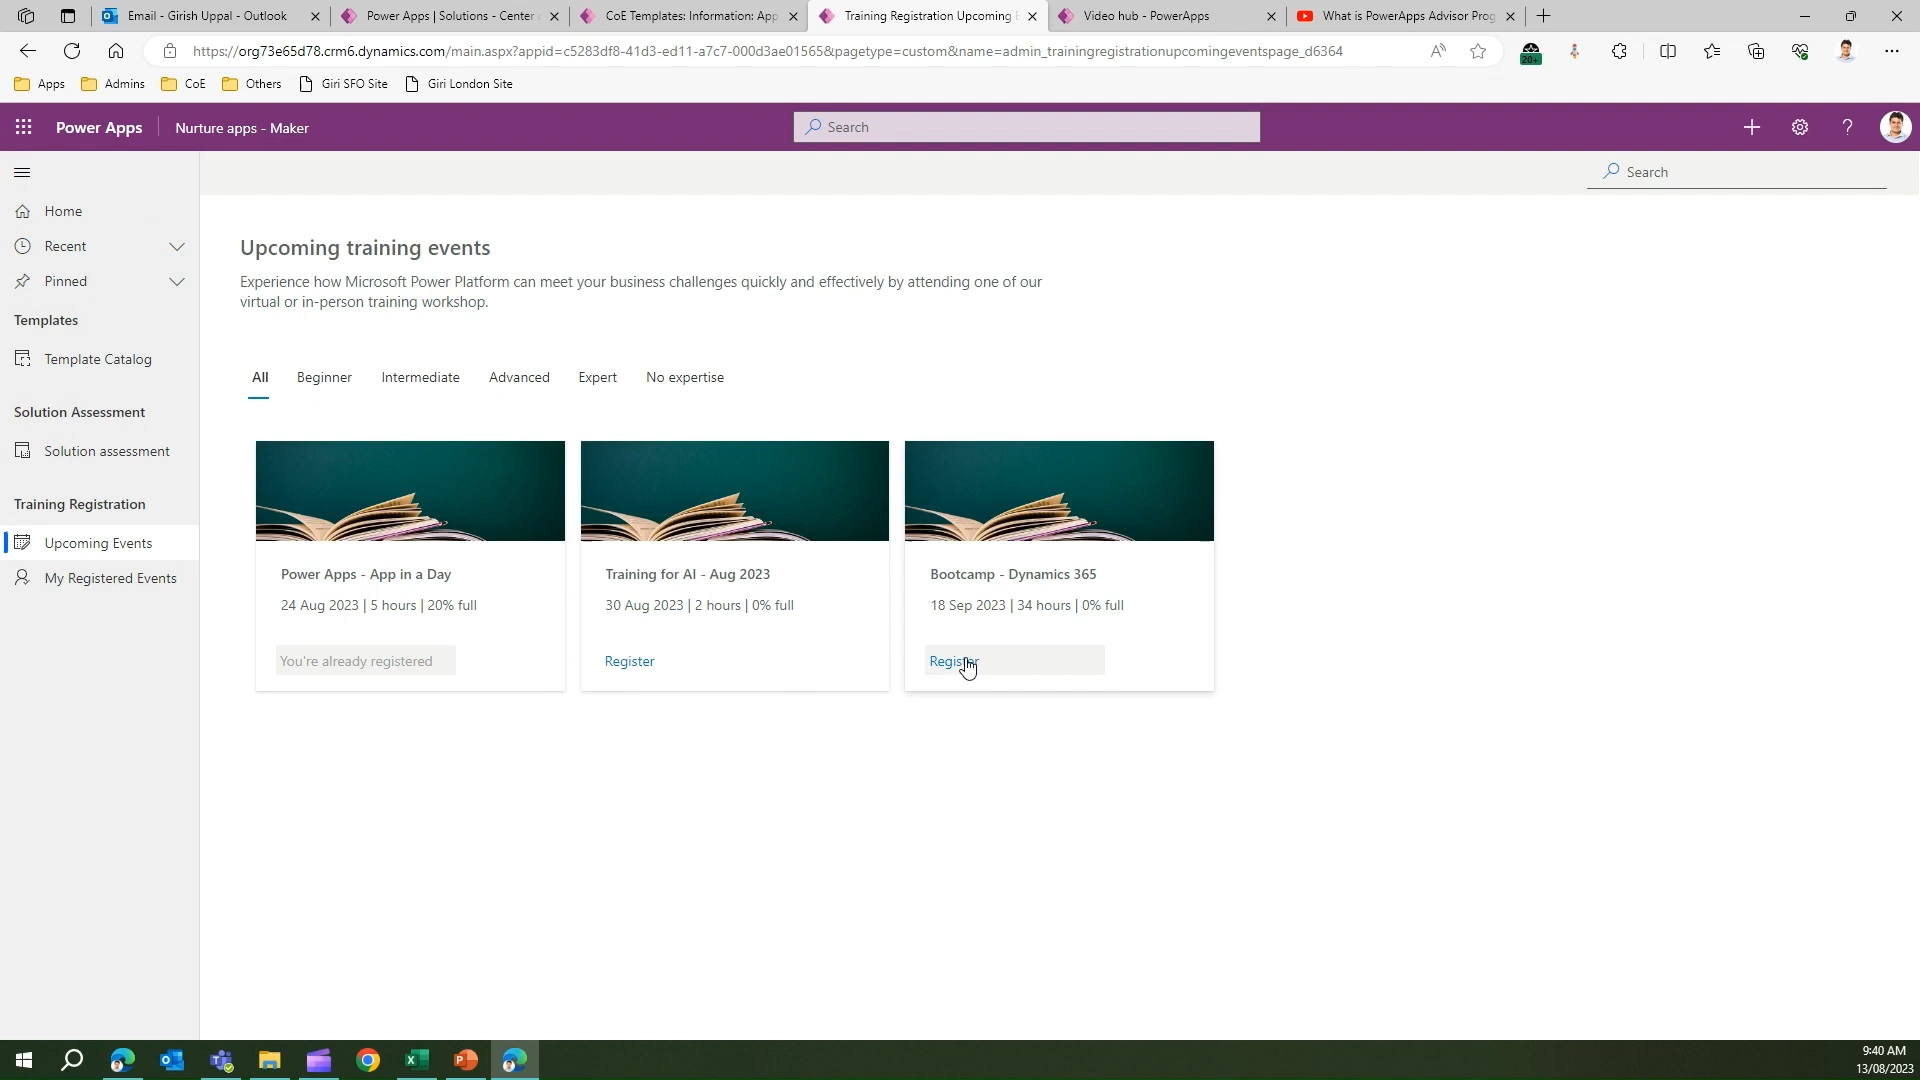 Email - Girish Uppal - Outlook
Power Apps | Solutions - Center
CoE Templates: Information: App
Training Registration Upcoming E
Video hub - PowerApps
What is PowerApps Advisor Prog
https://org73e65d78.crm6.dynamics.com/main.aspx?appid=c5283df8-41d3-ed11-a7c7-000d3ae01565&pagetype=custom&name=admin_trainingregistrationupcomingeventspage_d6364
20+
Apps
Admins
CoE
Others
Giri SFO Site
Giri London Site
Power Apps
Nurture apps - Maker
Search
Search
Home
Recent
Pinned
Templates
Template Catalog
Solution Assessment
Solution assessment
Training Registration
Upcoming Events
My Registered Events
Upcoming training events
Experience how Microsoft Power Platform can meet your business challenges quickly and effectively by attending one of our
virtual or in-person training workshop.
All
Beginner
Intermediate
Advanced
Expert
No expertise
Power Apps - App in a Day
24 Aug 2023 | 5 hours | 20% full
You're already registered
Training for AI - Aug 2023
30 Aug 2023 | 2 hours | 0% full
Register
Bootcamp - Dynamics 365
18 Sep 2023 | 34 hours | 0% full
Register
9:40 AM
13/08/2023